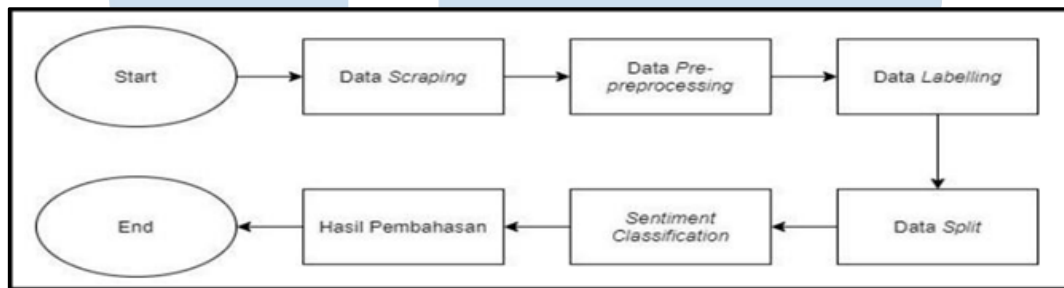 Start
Data Scraping
Data Pre-
preprocessing
Data Labelling
End
Hasil Pembahasan
Sentiment
Classification
Data Split